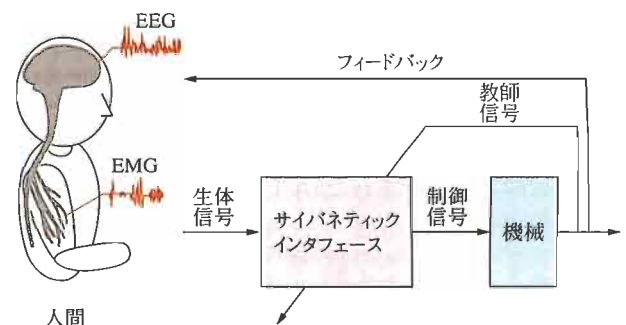 EEG
フィードバック
教師
信号
EMG
生体
信号
サイバネティック
インタフェース
制御
信号
機械
人間